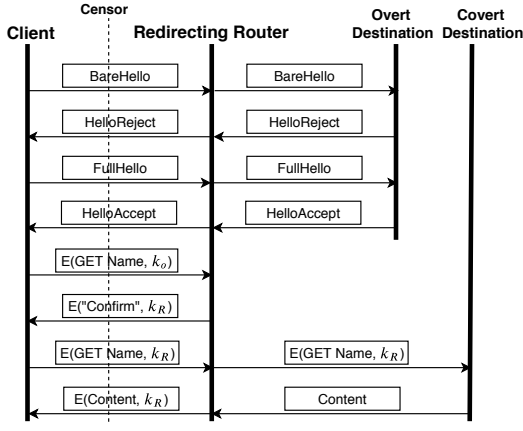 Censor
Client
Redirecting Router
Overt
Destination
Covert
Destination
BareHello
BareHello
HelloReject
HelloReject
FullHello
FullHello
HelloAccept
HelloAccept
E(GET Name, k_o)
E("Confirm", k_R)
E(GET Name, k_R)
E(GET Name, k_R)
E(Content, k_R)
Content